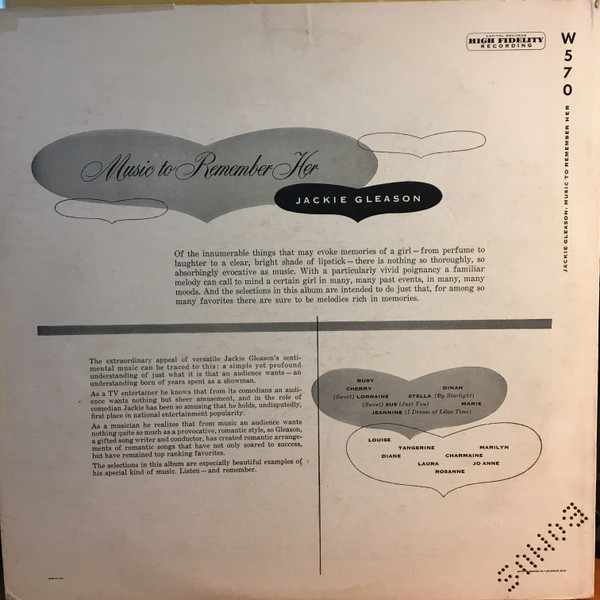 CAPITOL RECORDS
HIGH FIDELITY
RECORDING
W570
JACKIE GLEASON: MUSIC TO REMEMBER HER
Music to Remember Her
JACKIE GLEASON
Of the innumerable things that may evoke memories of a girl — from perfume to
laughter to a clear, bright shade of lipstick — there is nothing so thoroughly, so
absorbingly evocative as music. With a particularly vivid poignancy a familiar
melody can call to mind a certain girl in many, many past events, in many, many
moods. And the selections in this album are intended to do just that, for among so
many favorites there are sure to be melodies rich in memories.
The extraordinary appeal of versatile Jackie Gleason's senti-
mental music can be traced to this: a simple yet profound
understanding of just what it is that an audience wants — an
understanding born of years spent as a showman.
As a TV entertainer he knows that from its comedians an audi-
ence wants nothing but sheer amusement, and in the role of
comedian Jackie has been so amusing that he holds, undisputedly,
first place in national entertainment popularity.
As a musician he realizes that from music an audience wants
nothing quite so much as a provocative, romantic style, so Gleason,
a gifted song writer and conductor, has created romantic arrange-
ments of romantic songs that have not only soared to success,
but have remained top ranking favorites.
The selections in this album are especially beautiful examples of
his special kind of music. Listen — and remember.
RUBY
CHERRY DINAH
(Sweet) LORRAINE STELLA (By Starlight)
(Sweet) SUE (Just You) MARIE
JEANNINE (I Dream of Lilac Time)
LOUISE
TANGERINE MARILYN
DIANE CHARMAINE
LAURA JO ANNE
ROSANNE
BONUS